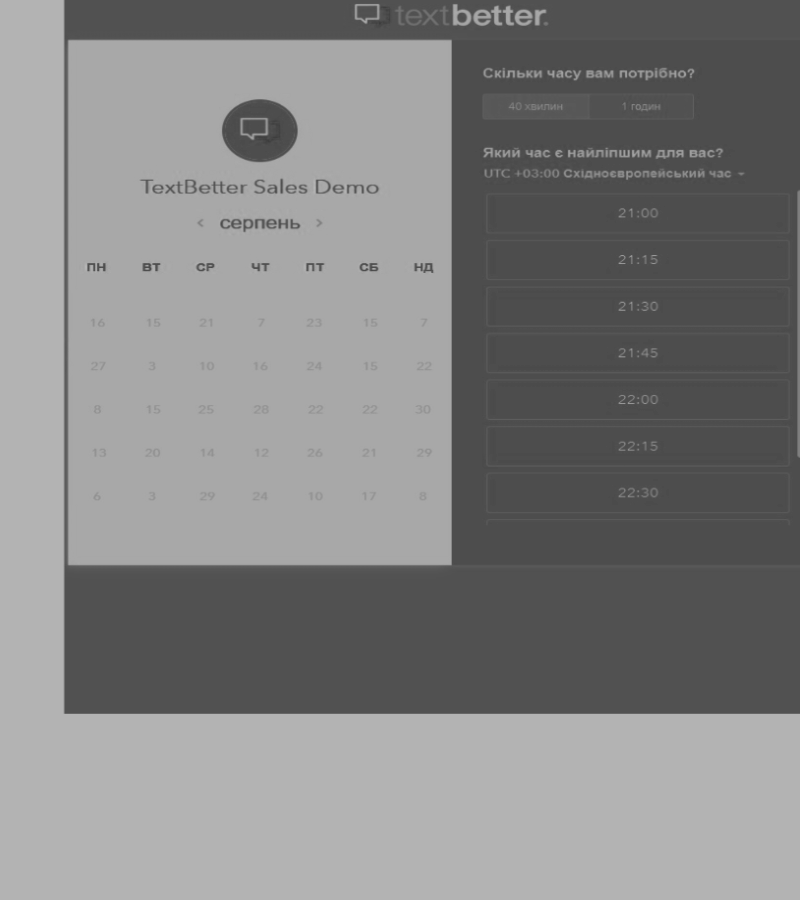 textbetter.
TextBetter Sales Demo
< серпень >
ПН ВТ СР ЧТ ПТ СБ НД
16 15 21 7 23 15 7
27 3 10 16 24 15 22
8 15 25 28 22 22 30
13 20 14 12 26 21 29
6 3 29 24 10 17 8
Скільки часу вам потрібно?
40 хвилин 1 годин
Який час є найліпшим для вас?
UTC +03:00 Східноєвропейський час
21:00
21:15
21:30
21:45
22:00
22:15
22:30